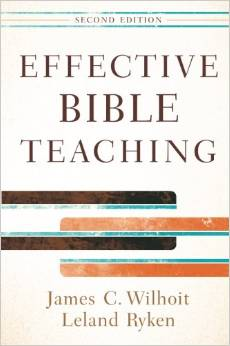 SECOND EDITION
EFFECTIVE
BIBLE
TEACHING
James C. Wilhoit
Leland Ryken